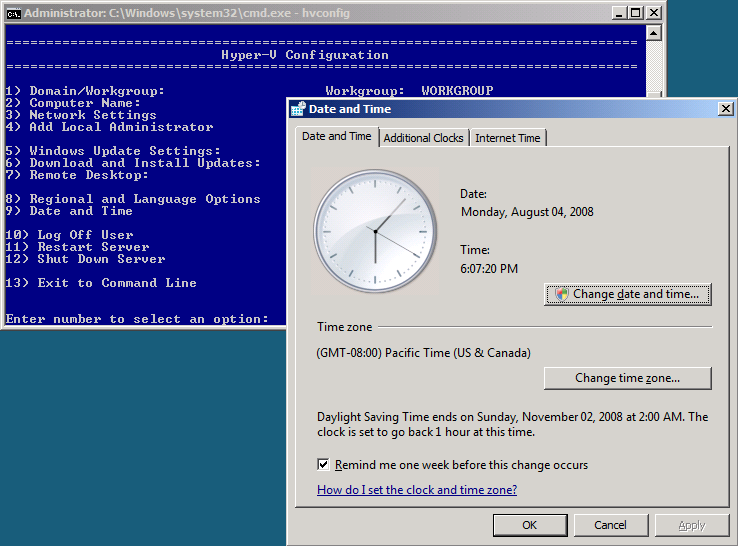 Administrator: C:\Windows\system32\cmd.exe - hvconfig
===============================================================================
Hyper-V Configuration
===============================================================================
1) Domain/Workgroup: Workgroup: WORKGROUP
2) Computer Name:
3) Network Settings
4) Add Local Administrator
5) Windows Update Settings:
6) Download and Install Updates:
7) Remote Desktop:
8) Regional and Language Options
9) Date and Time
10) Log Off User
11) Restart Server
12) Shut Down Server
13) Exit to Command Line
Enter number to select an option:
Date and Time
Date and Time Additional Clocks Internet Time
Date:
Monday, August 04, 2008
Time:
6:07:20 PM
Change date and time...
Time zone
(GMT-08:00) Pacific Time (US & Canada)
Change time zone...
Daylight Saving Time ends on Sunday, November 02, 2008 at 2:00 AM. The
clock is set to go back 1 hour at this time.
Remind me one week before this change occurs
How do I set the clock and time zone?
OK Cancel Apply